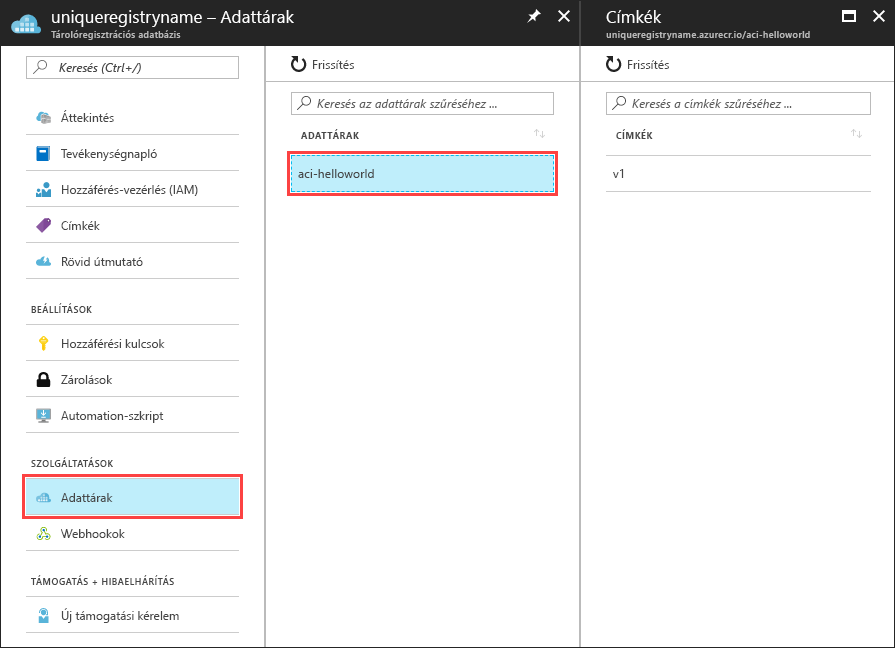 uniqueregistryname – Adattárak
Tárolóregisztrációs adatbázis
Keresés (Ctrl+/)
Áttekintés
Tevékenységnapló
Hozzáférés-vezérlés (IAM)
Címkék
Rövid útmutató
BEÁLLÍTÁSOK
Hozzáférési kulcsok
Zárolások
Automation-szkript
SZOLGÁLTATÁSOK
Adattárak
Webhookok
TÁMOGATÁS + HIBAELHÁRÍTÁS
Új támogatási kérelem
Frissítés
Keresés az adattárak szűréséhez ...
ADATTÁRAK
aci-helloworld
Címkék
uniqueregistryname.azurecr.io/aci-helloworld
Frissítés
Keresés a címkék szűréséhez ...
CÍMKÉK
v1